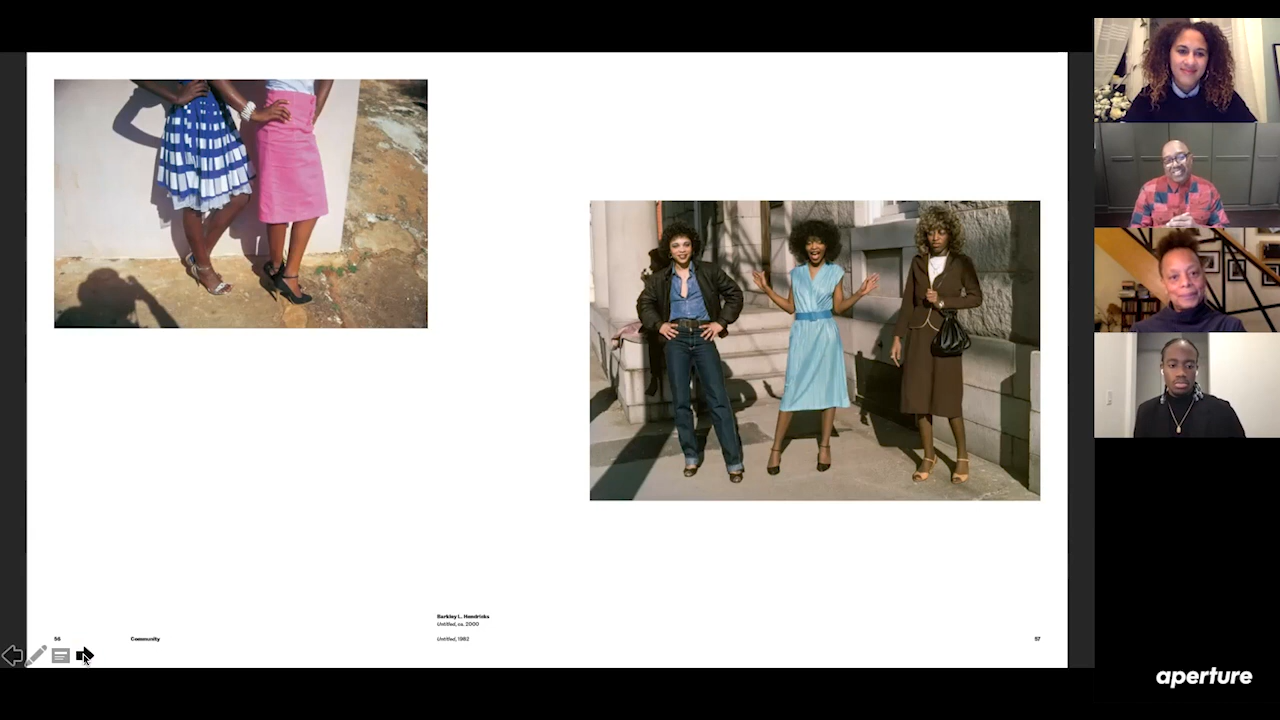 Barkley L. Hendricks
Untitled, ca. 2000
56
Community
Untitled, 1982
57
aperture